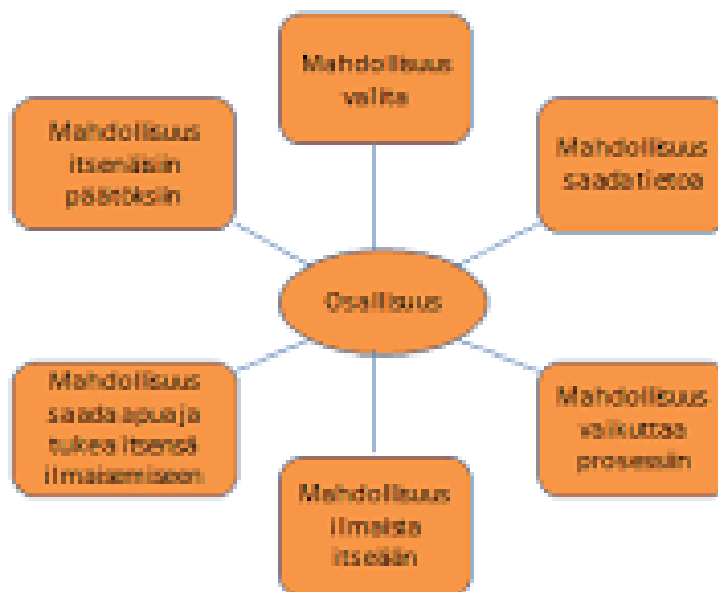 Mahdollisuus
valita
Mahdollisuus
itsenäisiin
päätöksiin
Mahdollisuus
saada tietoa
Osallisuus
Mahdollisuus
saada apua ja
tukea itsensä
ilmaisemiseen
Mahdollisuus
vaikuttaa
prosessiin
Mahdollisuus
ilmaista
itseään